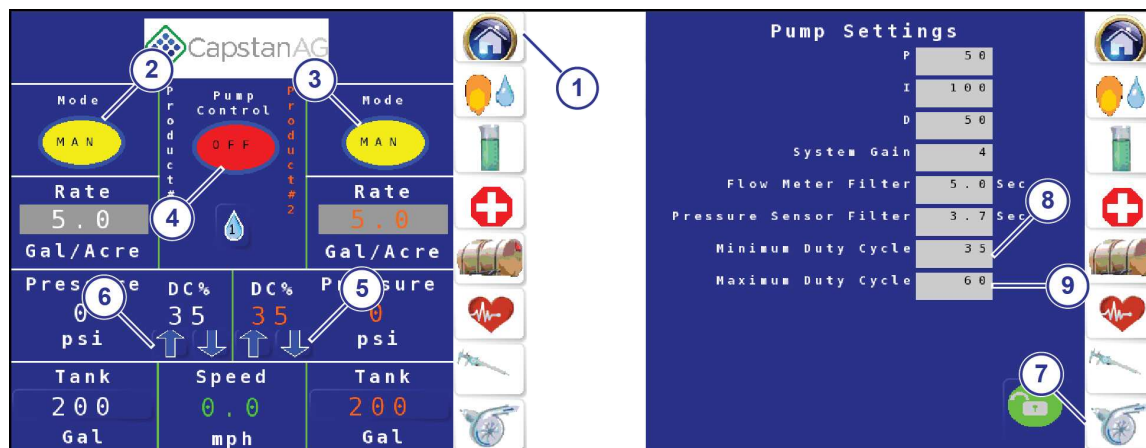 CapstanAG
2
3
1
Mode
Product#
Pump
Control
Product#2
Mode
MAN
OFF
MAN
4
Rate
Rate
5.0
1
5.0
Gal/Acre
Gal/Acre
Pressure
DC%
DC%
Pressure
6
5
0
35
35
0
psi
psi
Tank
Speed
Tank
200
0.0
200
Gal
mph
Gal
Pump Settings
P 50
I 100
D 50
System Gain 4
Flow Meter Filter 5.0 Sec
Pressure Sensor Filter 3.7 Sec
8
Minimum Duty Cycle 35
Maximum Duty Cycle 60
9
7